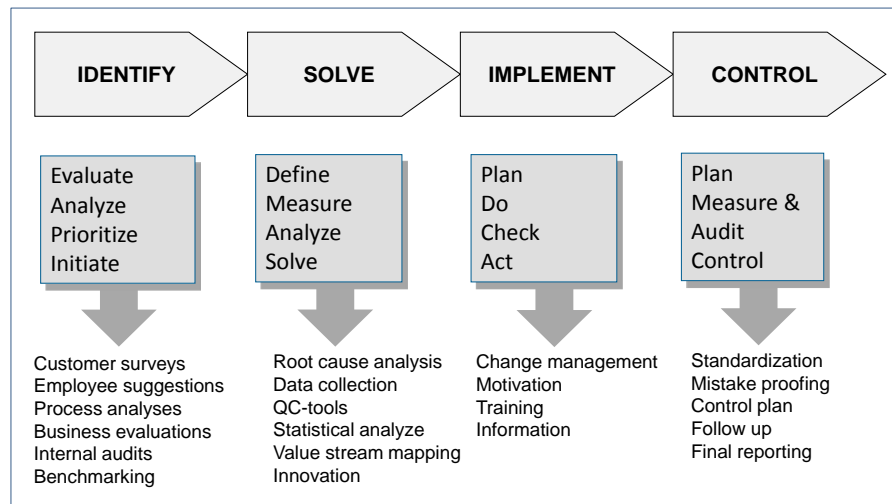 IDENTIFY
SOLVE
IMPLEMENT
CONTROL
Evaluate
Analyze
Prioritize
Initiate
Define
Measure
Analyze
Solve
Plan
Do
Check
Act
Plan
Measure &
Audit
Control
Customer surveys
Employee suggestions
Process analyses
Business evaluations
Internal audits
Benchmarking
Root cause analysis
Data collection
QC-tools
Statistical analyze
Value stream mapping
Innovation
Change management
Motivation
Training
Information
Standardization
Mistake proofing
Control plan
Follow up
Final reporting